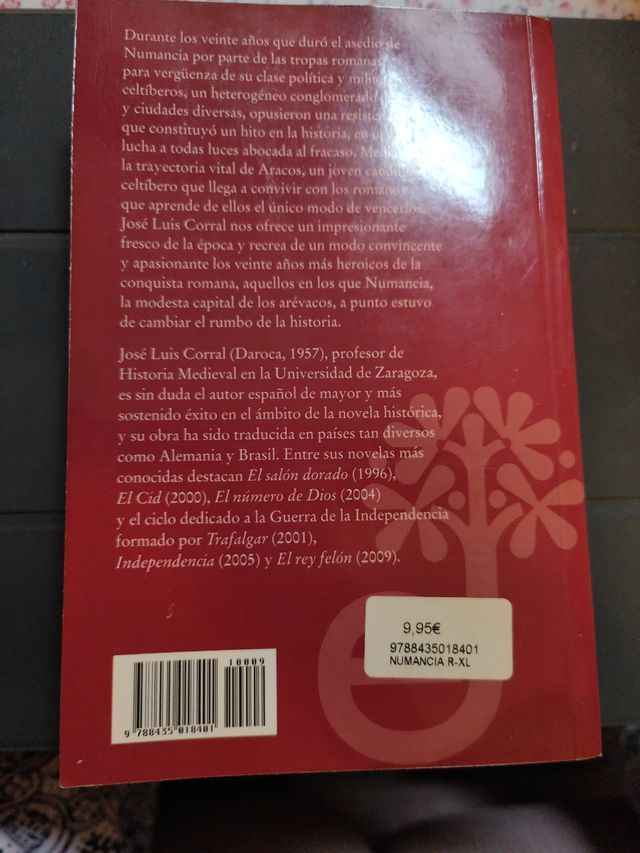 Durante los veinte años que duró el asedio de
Numancia por parte de las tropas romanas
para vergüenza de su clase política y
celtíberos, un heterogéneo conglomerado
y ciudades diversas, opusieron una
que constituyó un hito en la historia, en
lucha a todas luces abocada al fracaso.
la trayectoria vital de Aracos, un joven
celtíbero que llega a convivir con los romanos
que aprende de ellos el único modo de vencerlos,
José Luis Corral nos ofrece un impresionante
fresco de la época y recrea de un modo convincente
y apasionante los veinte años más heroicos de la
conquista romana, aquellos en los que Numancia,
la modesta capital de los arévacos, a punto estuvo
de cambiar el rumbo de la historia.
José Luis Corral (Daroca, 1957), profesor de
Historia Medieval en la Universidad de Zaragoza,
es sin duda el autor español de mayor y más
sostenido éxito en el ámbito de la novela histórica,
y su obra ha sido traducida en países tan diversos
como Alemania y Brasil. Entre sus novelas más
conocidas destacan El salón dorado (1996),
El Cid (2000), El número de Dios (2004)
y el ciclo dedicado a la Guerra de la Independencia
formado por Trafalgar (2001),
Independencia (2005) y El rey felón (2009).
9,95€
9788435018401
NUMANCIA R-XL
10009
9 788435 018401